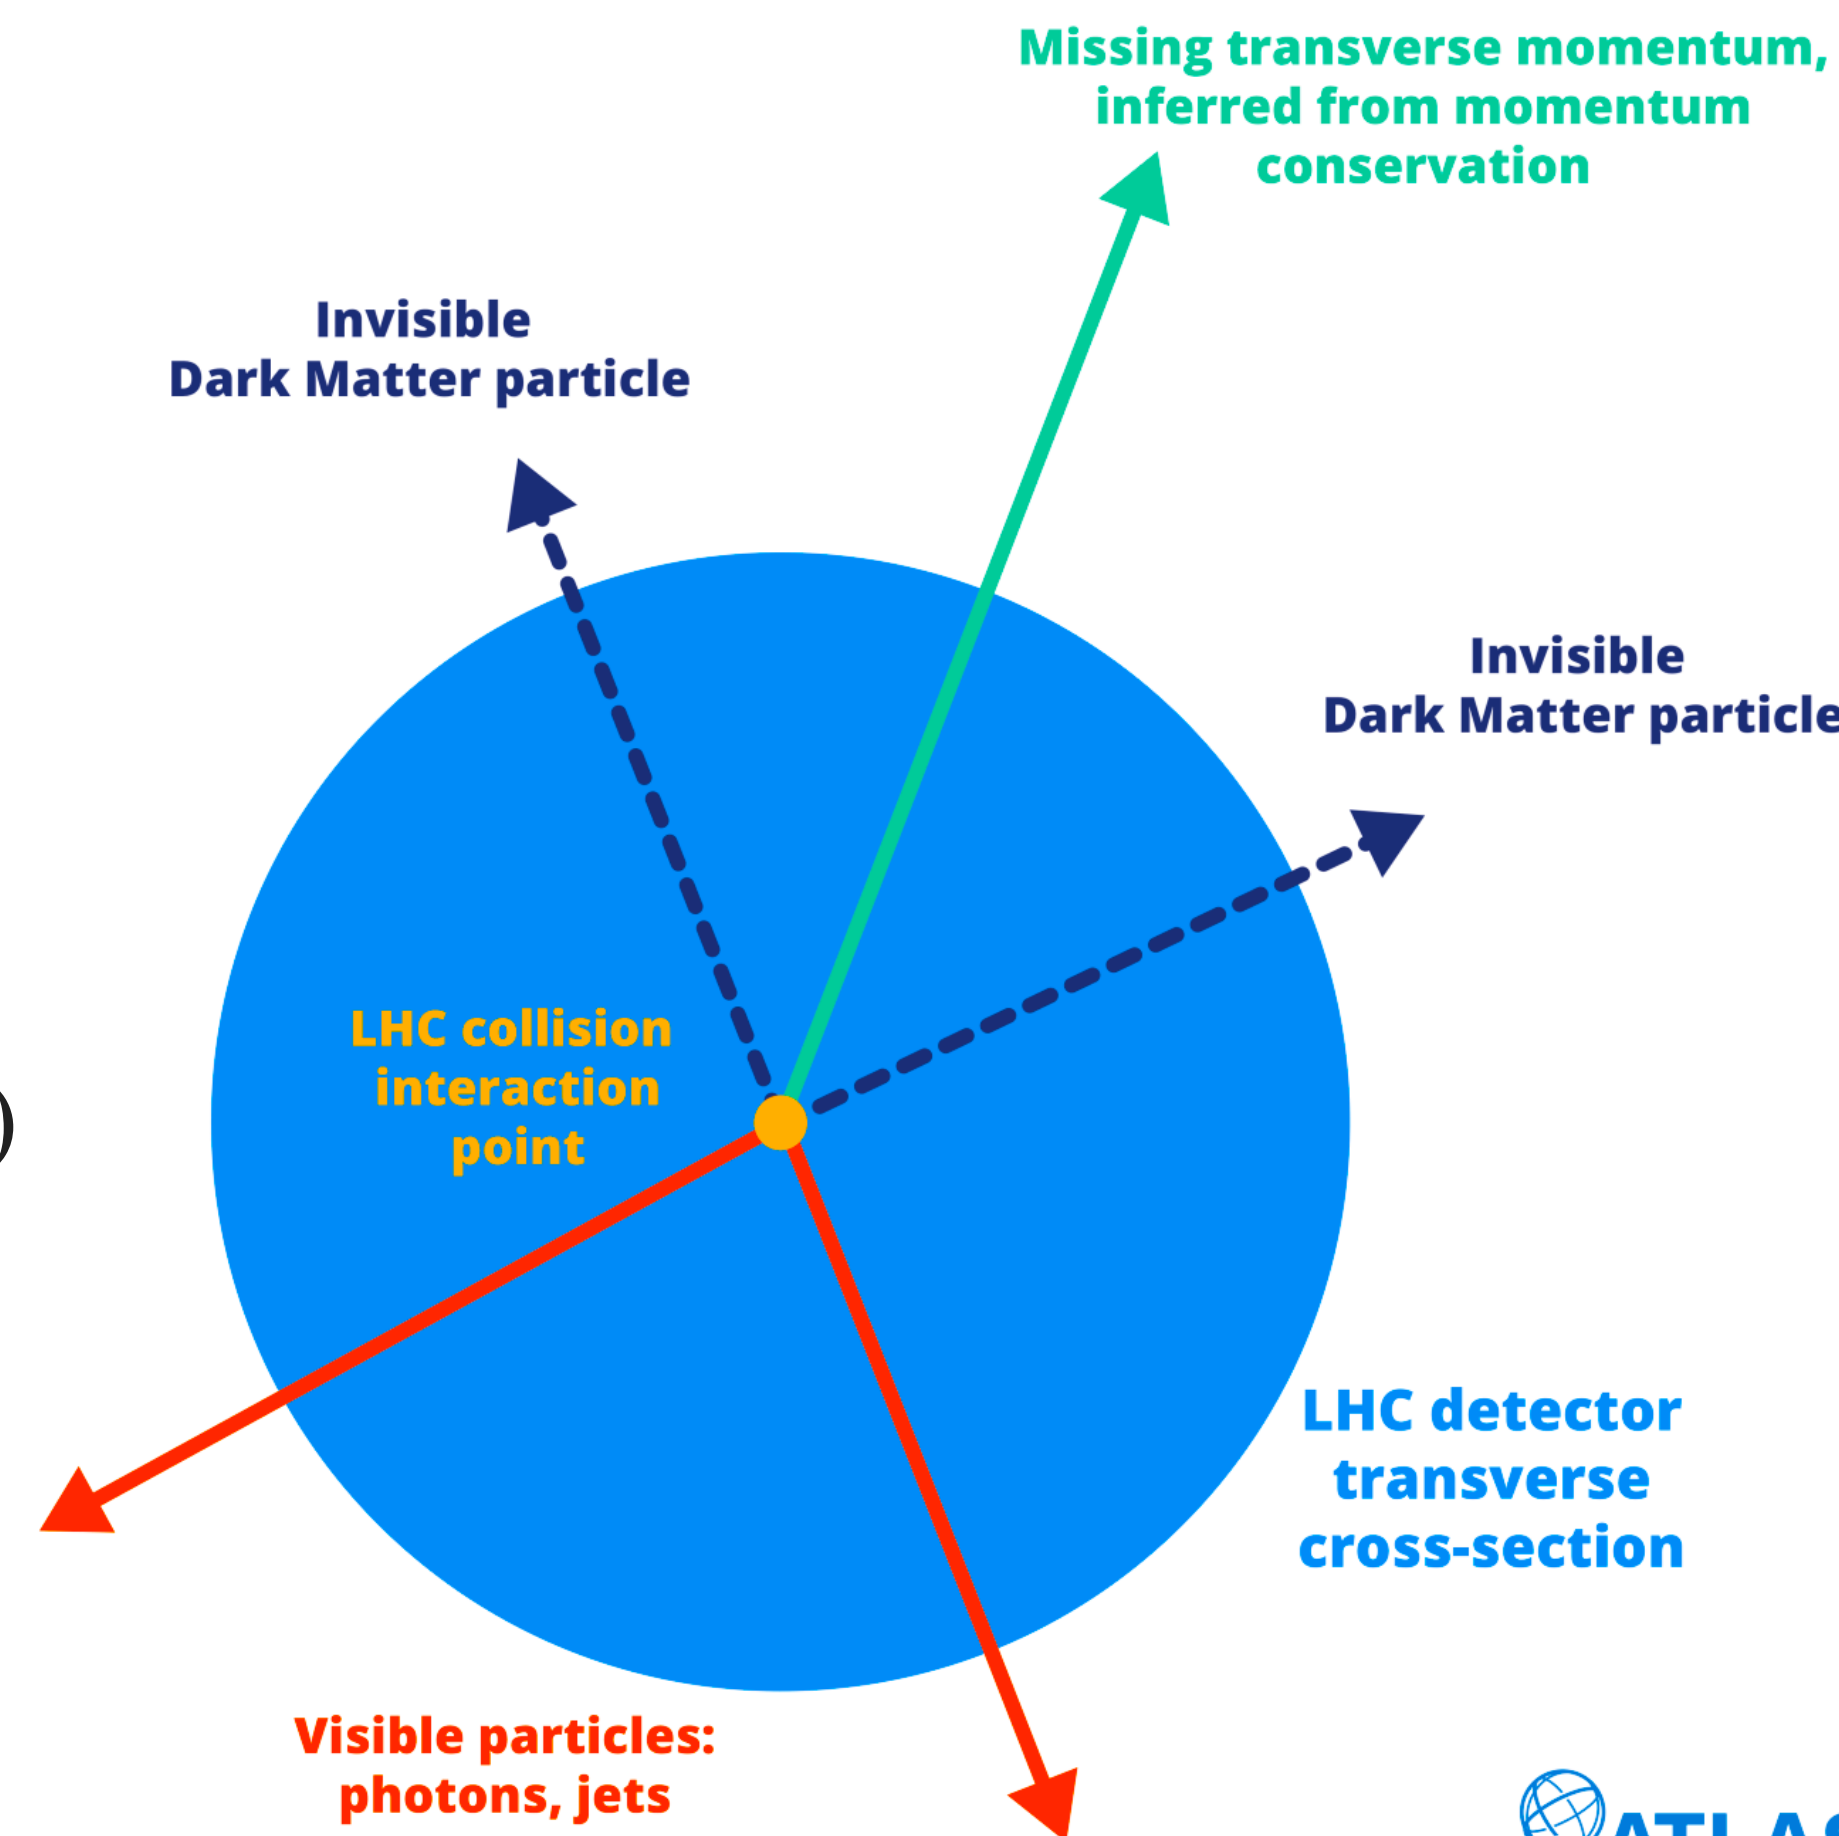 Missing transverse momentum,
inferred from momentum
conservation
Invisible
Dark Matter particle
Invisible
Dark Matter particle
LHC collision
interaction
point
)
LHC detector
transverse
cross-section
Visible particles:
photons, jets